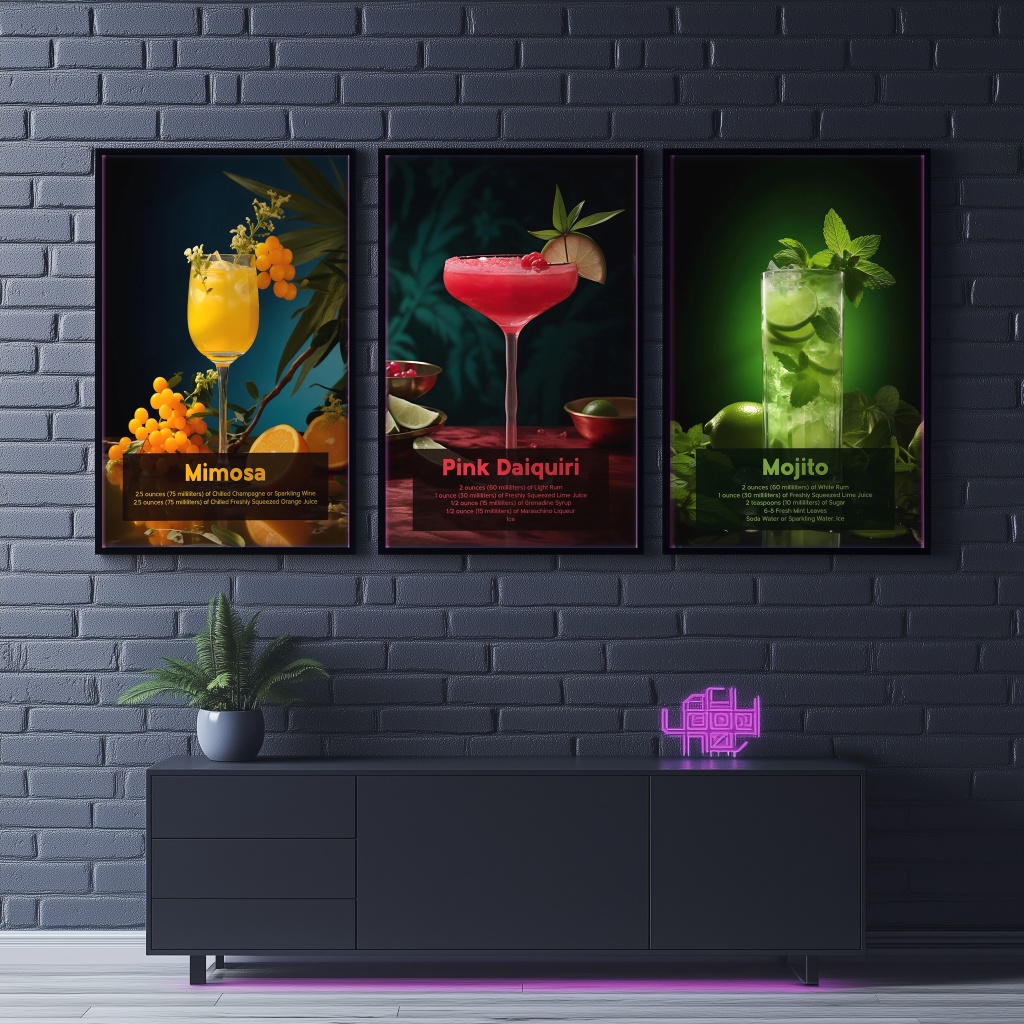 Mimosa
2.5 ounces (75 milliliters) of Chilled Champagne or Sparkling Wine
2.5 ounces (75 milliliters) of Chilled Freshly Squeezed Orange Juice
Pink Daiquiri
2 ounces (60 milliliters) of Light Rum
1 ounce (30 milliliters) of Freshly Squeezed Lime Juice
1/2 ounce (15 milliliters) of Grenadine Syrup
1/2 ounce (15 milliliters) of Maraschino Liqueur
Ice
Mojito
2 ounces (60 milliliters) of White Rum
1 ounce (30 milliliters) of Freshly Squeezed Lime Juice
2 teaspoons (10 milliliters) of Sugar
6-8 Fresh Mint Leaves
Soda Water or Sparkling Water, Ice